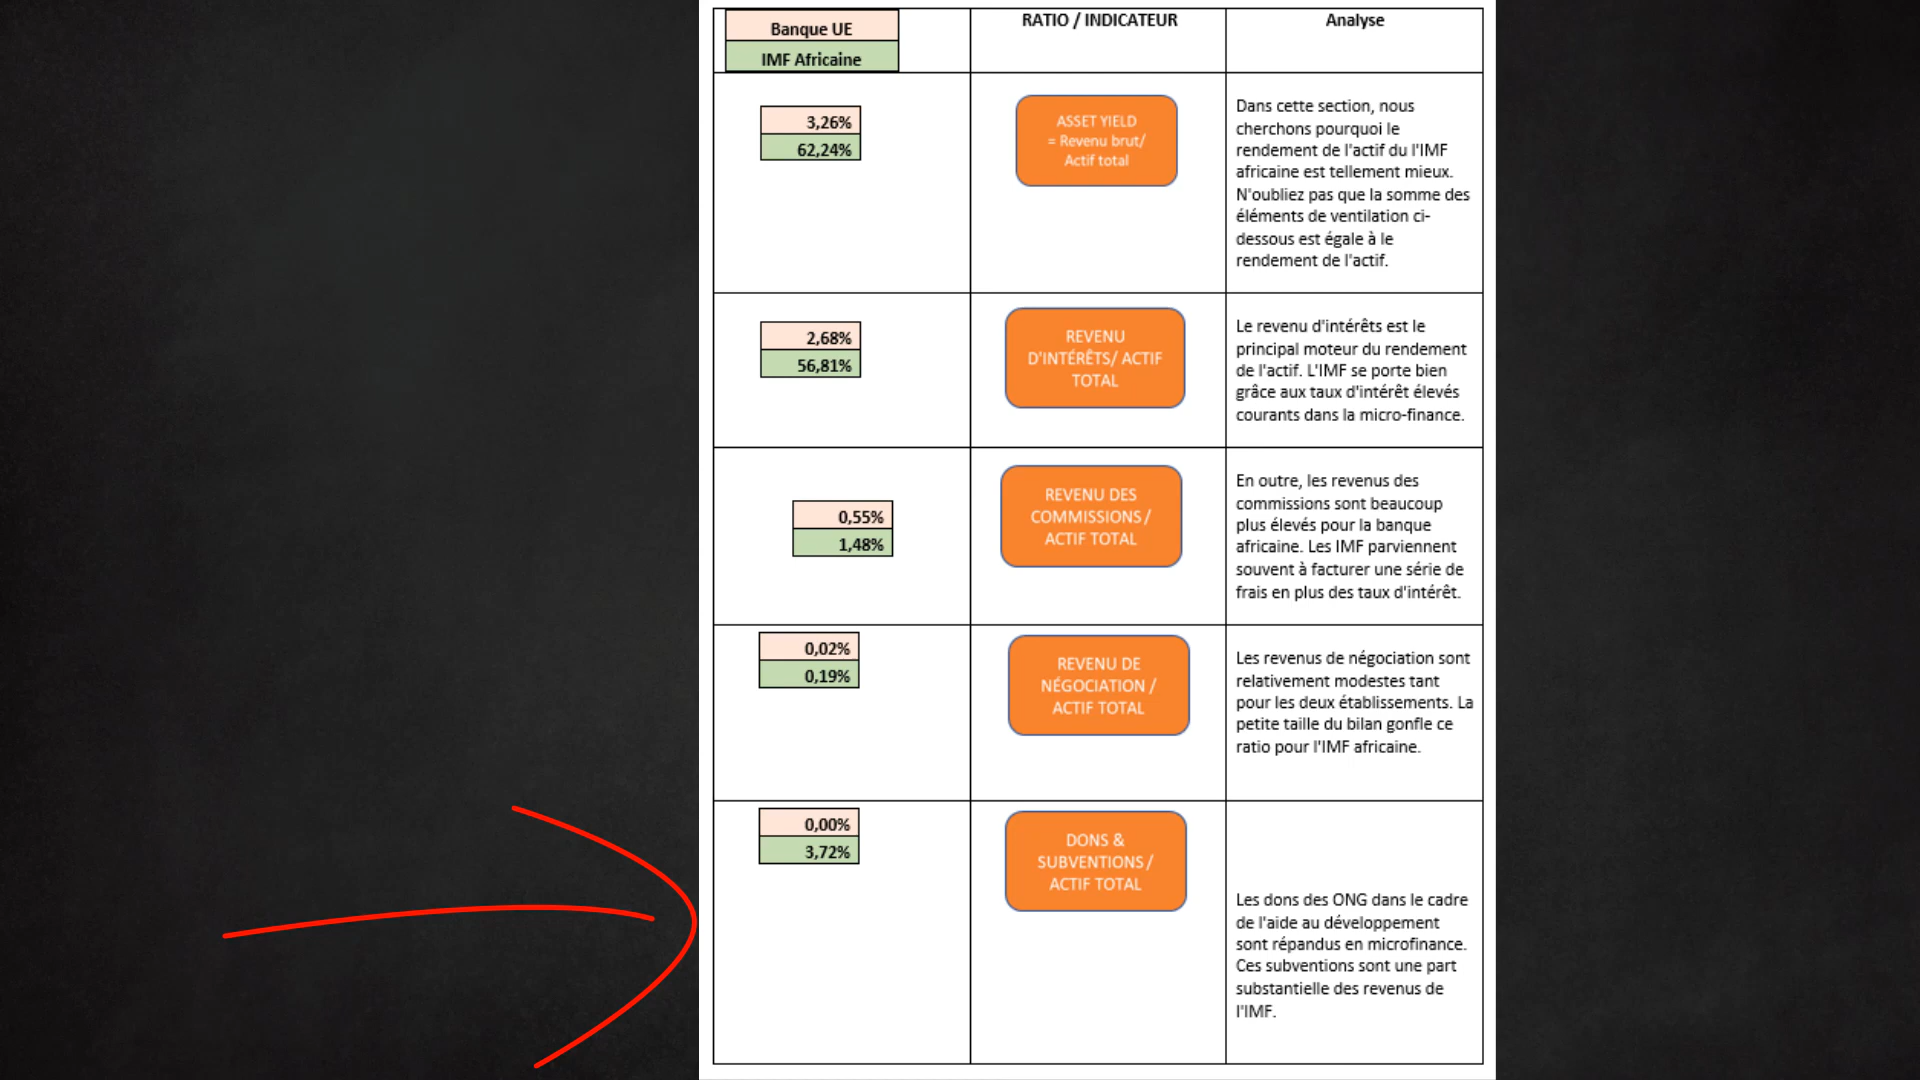 Banque UE
IMF Africaine
RATIO / INDICATEUR
Analyse
3,26%
62,24%
ASSET YIELD
= Revenu brut/
Actif total
Dans cette section, nous
cherchons pourquoi le
rendement de l'actif du l'IMF
africaine est tellement mieux.
N'oubliez pas que la somme des
éléments de ventilation ci-
dessous est égale à le
rendement de l'actif.
2,68%
56,81%
REVENU
D'INTÉRÊTS/ ACTIF
TOTAL
Le revenu d'intérêts est le
principal moteur du rendement
de l'actif. L'IMF se porte bien
grâce aux taux d'intérêt élevés
courants dans la micro-finance.
0,55%
1,48%
REVENU DES
COMMISSIONS /
ACTIF TOTAL
En outre, les revenus des
commissions sont beaucoup
plus élevés pour la banque
africaine. Les IMF parviennent
souvent à facturer une série de
frais en plus des taux d'intérêt.
0,02%
0,19%
REVENU DE
NÉGOCIATION /
ACTIF TOTAL
Les revenus de négociation sont
relativement modestes tant
pour les deux établissements. La
petite taille du bilan gonfle ce
ratio pour l'IMF africaine.
0,00%
3,72%
DONS &
SUBVENTIONS /
ACTIF TOTAL
Les dons des ONG dans le cadre
de l'aide au développement
sont répandus en microfinance.
Ces subventions sont une part
substantielle des revenus de
l'IMF.